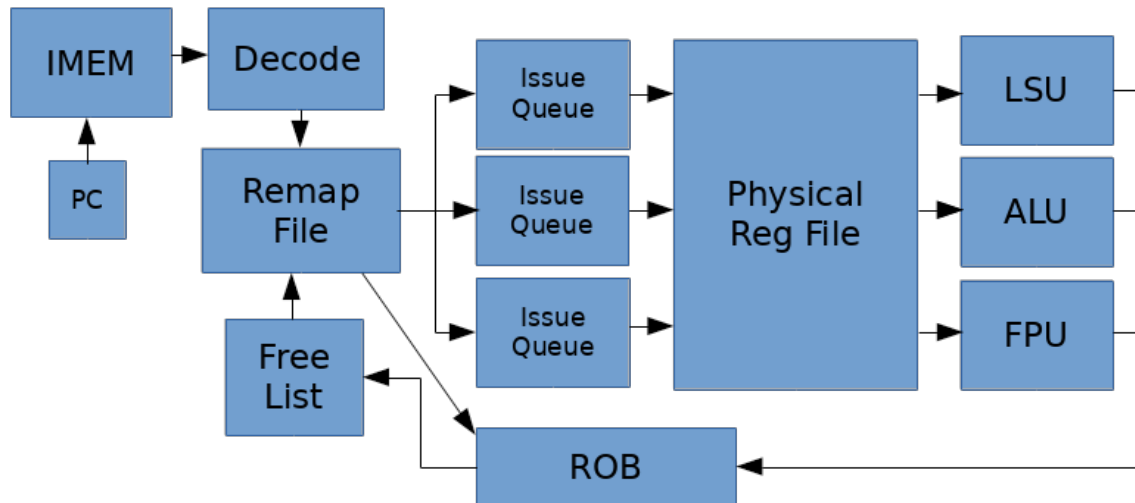 IMEM
Decode
PC
Remap
File
Free
List
Issue
Queue
Issue
Queue
Issue
Queue
Physical
Reg File
LSU
ALU
FPU
ROB